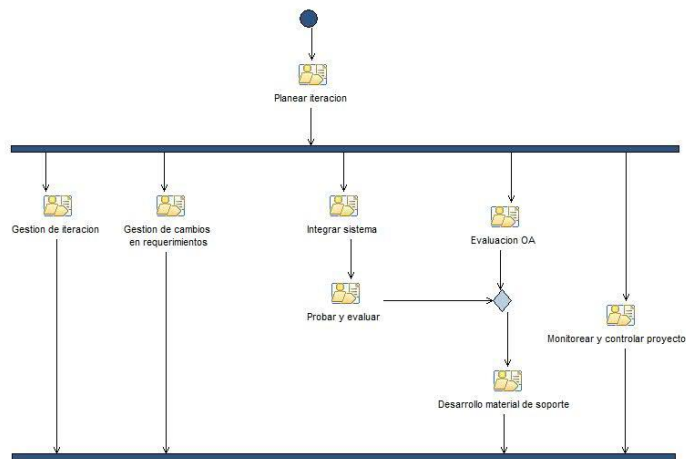 Planear iteracion
Gestion de iteracion
Gestion de cambios
en requerimientos
Integrar sistema
Evaluacion OA
Probar y evaluar
Monitorear y controlar proyecto
Desarrollo material de soporte